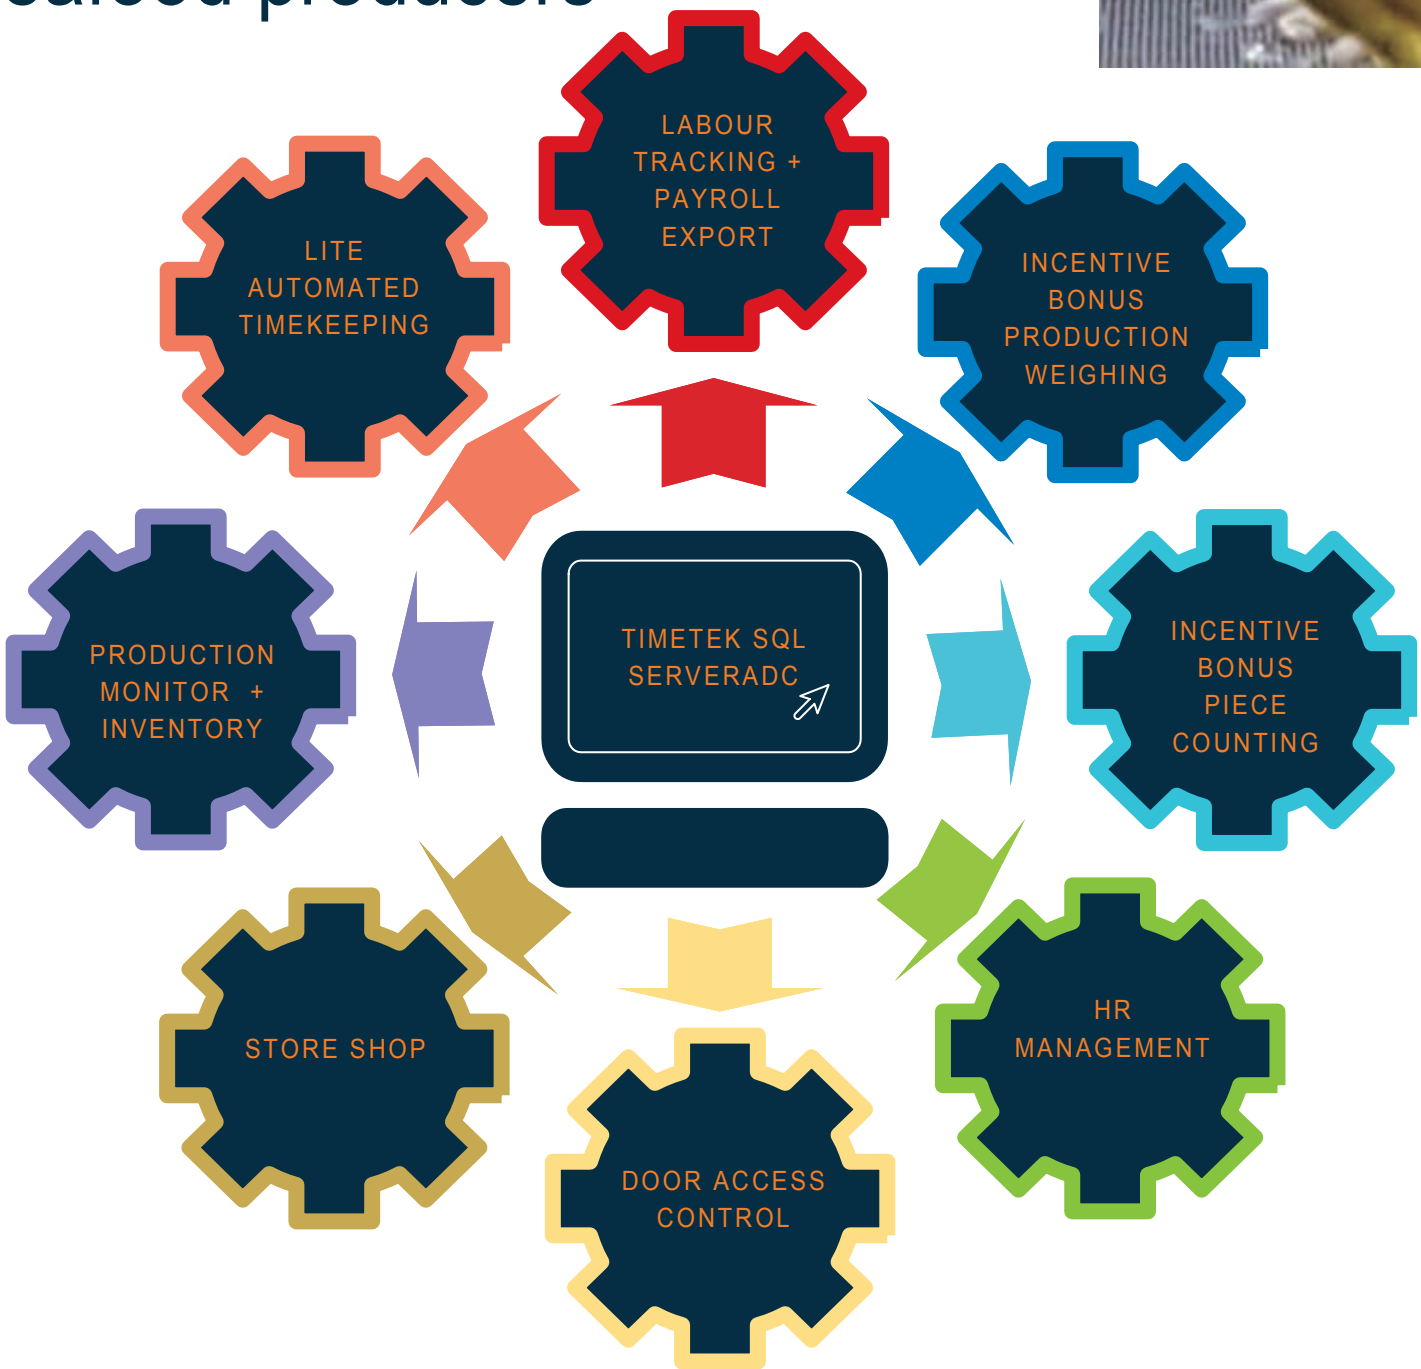 producers
LABOUR
TRACKING +
PAYROLL
EXPORT
LITE
AUTOMATED
TIMEKEEPING
INCENTIVE
BONUS
PRODUCTION
WEIGHING
PRODUCTION
MONITOR +
INVENTORY
TIMETEK SQL
SERVERADC
INCENTIVE
BONUS
PIECE
COUNTING
STORE SHOP
HR
MANAGEMENT
DOOR ACCESS
CONTROL